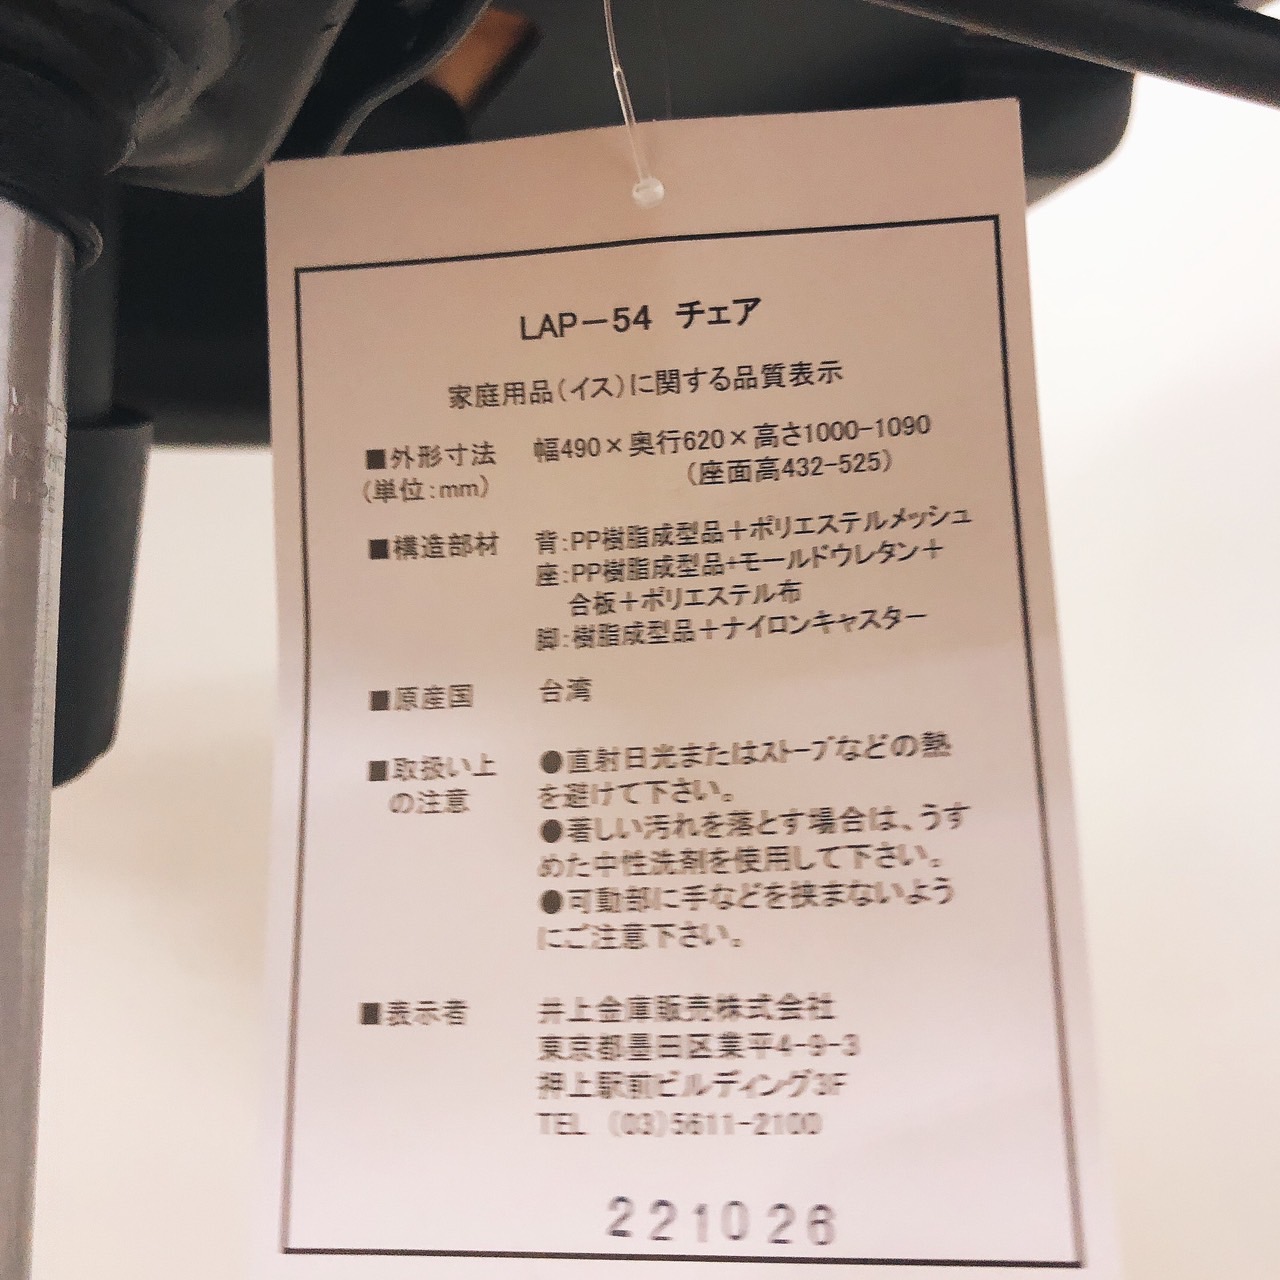 LAP－54　チェア
家庭用品（イス）に関する品質表示
■外形寸法　幅490×奥行620×高さ1000-1090
（単位：mm）　（座面高432-525）
■構造部材　背：PP樹脂成型品＋ポリエステルメッシュ
座：PP樹脂成型品+モールドウレタン＋
合板＋ポリエステル布
脚：樹脂成型品＋ナイロンキャスター
■原産国　台湾
■取扱い上　●直射日光またはｽﾄｰﾌﾞなどの熱
の注意　を避けて下さい。
●著しい汚れを落とす場合は、うす
めた中性洗剤を使用して下さい。
●可動部に手などを挟まないよう
にご注意下さい。
■表示者　井上金庫販売株式会社
東京都墨田区業平4-9-3
押上駅前ビルディング3F
TEL　(03)5611-2100
221026